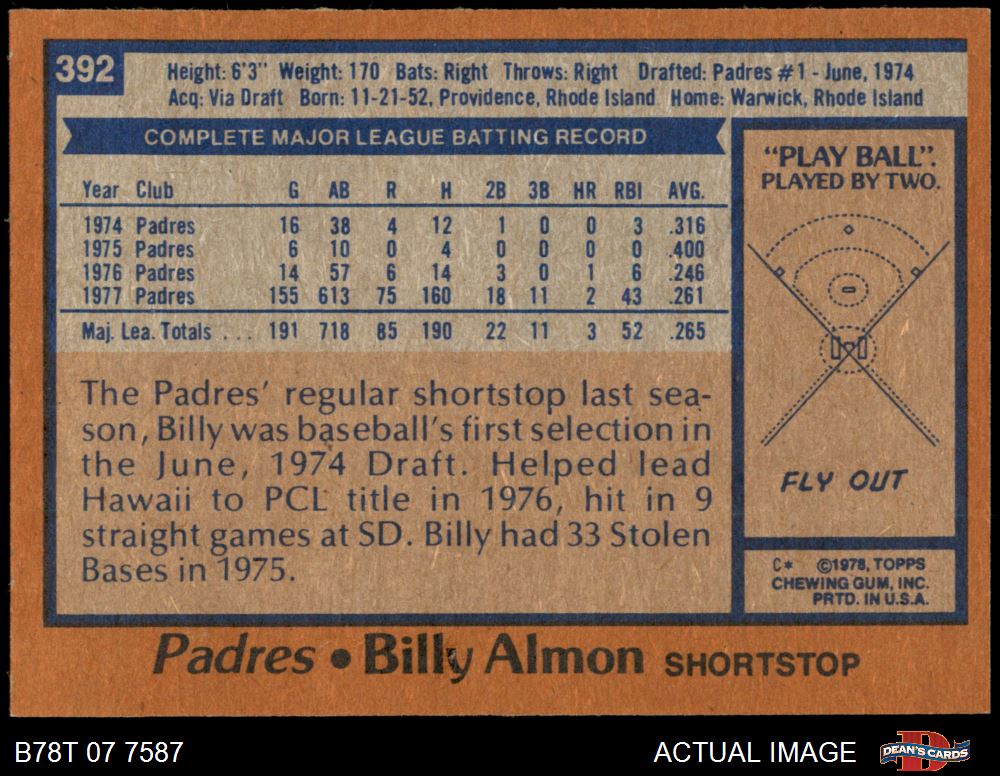 392
Height: 6'3" Weight: 170 Bats: Right Throws: Right Drafted: Padres #1 - June, 1974
Acq: Via Draft Born: 11-21-52, Providence, Rhode Island Home: Warwick, Rhode Island
COMPLETE MAJOR LEAGUE BATTING RECORD
Year Club G AB R H 2B 3B HR RBI AVG.
1974 Padres 16 38 4 12 1 0 0 3 .316
1975 Padres 6 10 0 4 0 0 0 0 .400
1976 Padres 14 57 6 14 3 0 1 6 .246
1977 Padres 155 613 75 160 18 11 2 43 .261
Maj. Lea. Totals . . . 191 718 85 190 22 11 3 52 .265
The Padres' regular shortstop last sea-
son, Billy was baseball's first selection in
the June, 1974 Draft. Helped lead
Hawaii to PCL title in 1976, hit in 9
straight games at SD. Billy had 33 Stolen
Bases in 1975.
"PLAY BALL".
PLAYED BY TWO.
FLY OUT
C* ©1978, TOPPS
CHEWING GUM, INC.
PRTD. IN U.S.A.
Padres • Billy Almon SHORTSTOP
B78T 07 7587 ACTUAL IMAGE DEAN'S CARDS